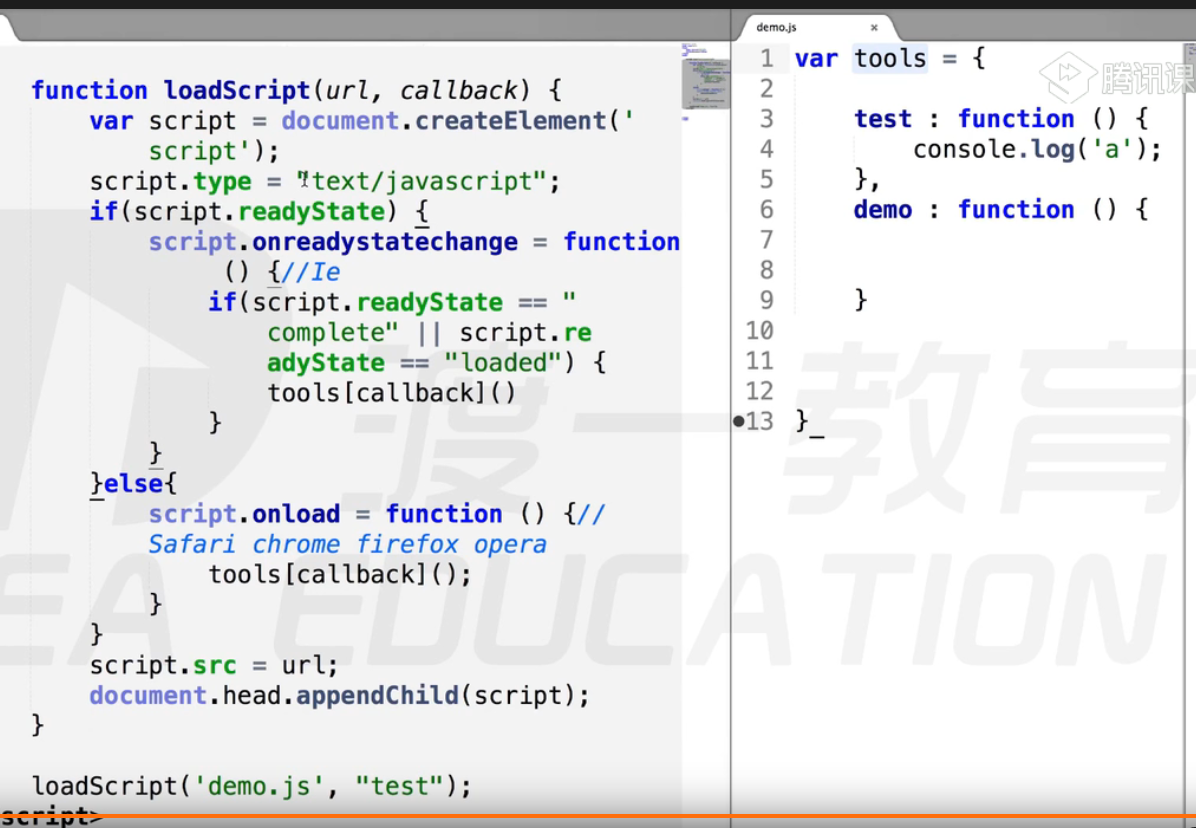 demo.js ×
function loadScript(url, callback) {
var script = document.createElement('
script');
script.type = "text/javascript";
if(script.readyState) {
script.onreadystatechange = function
() {//Ie
if(script.readyState == "
complete" || script.re
adyState == "loaded") {
tools[callback]()
}
}
}else{
script.onload = function () {//
Safari chrome firefox opera
tools[callback]();
}
}
script.src = url;
document.head.appendChild(script);
}
loadScript('demo.js', "test");
script>
1 var tools = {
2
3 test : function () {
4 console.log('a');
5 },
6 demo : function () {
7
8
9 }
10
11
12
13 }
腾讯课
渡一教育
EA EDUCATION